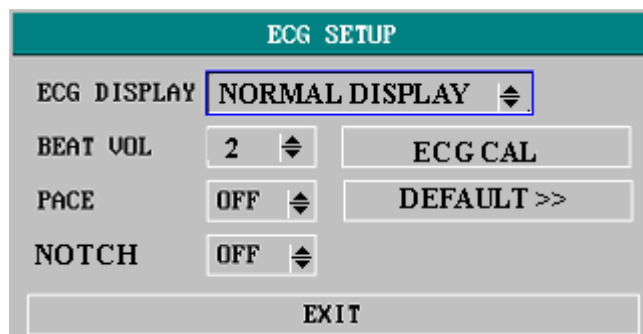 ECG SETUP
ECG DISPLAY NORMAL DISPLAY
BEAT VOL 2 ECG CAL
PACE OFF DEFAULT >>
NOTCH OFF
EXIT